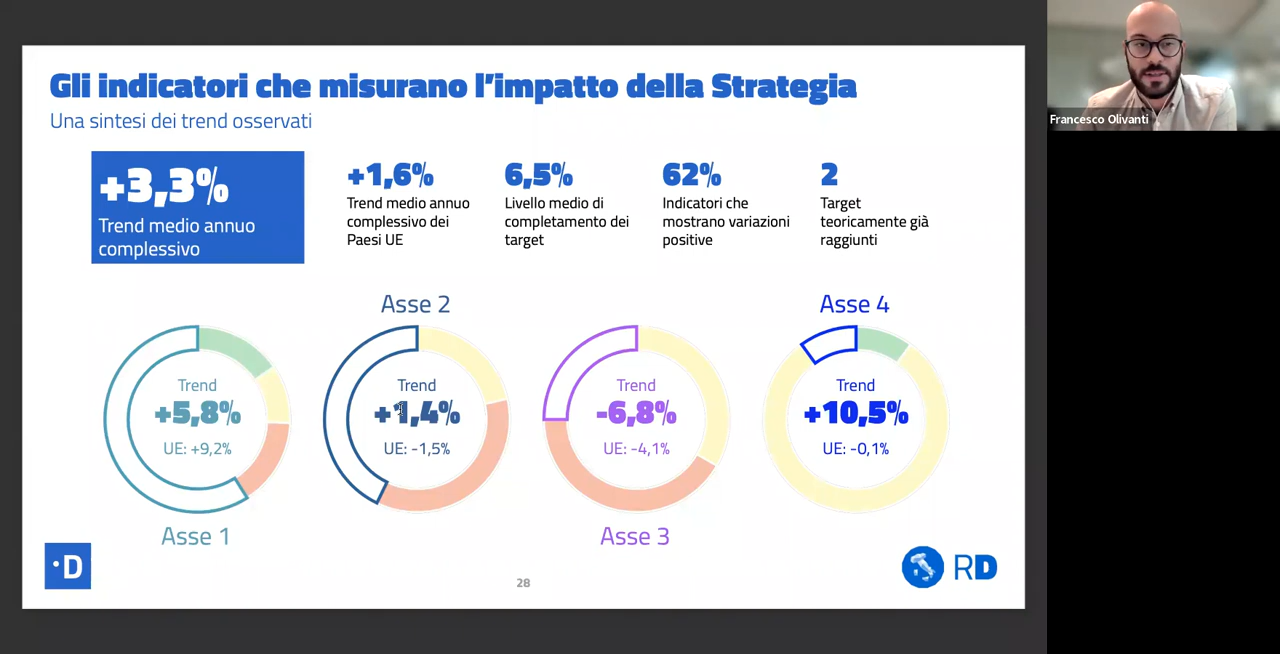 Gli indicatori che misurano l'impatto della Strategia
Una sintesi dei trend osservati
+3,3%
Trend medio annuo
complessivo
+1,6%
Trend medio annuo
complessivo dei
Paesi UE
6,5%
Livello medio di
completamento dei
target
62%
Indicatori che
mostrano variazioni
positive
2
Target
teoricamente già
raggiunti
Trend
+5,8%
UE: +9,2%
Asse 1
Asse 2
Trend
+1,4%
UE: -1,5%
Trend
-6,8%
UE: -4,1%
Asse 3
Asse 4
Trend
+10,5%
UE: -0,1%
·D
28
RD
Francesco Olivanti